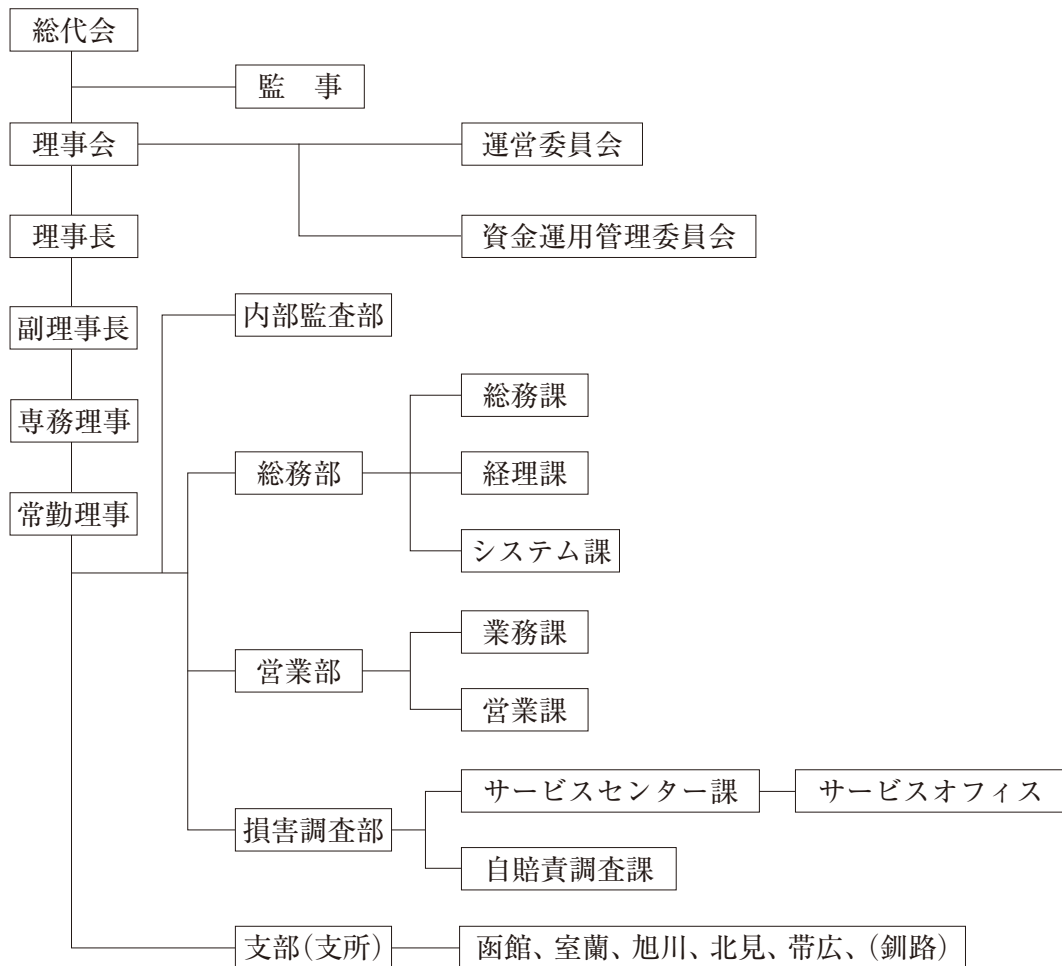 総代会
監　事
理事会
運営委員会
理事長
資金運用管理委員会
副理事長
内部監査部
専務理事
総務課
総務部
経理課
常勤理事
システム課
業務課
営業部
営業課
サービスセンター課
サービスオフィス
損害調査部
自賠責調査課
支部(支所)
函館、室蘭、旭川、北見、帯広、(釧路)